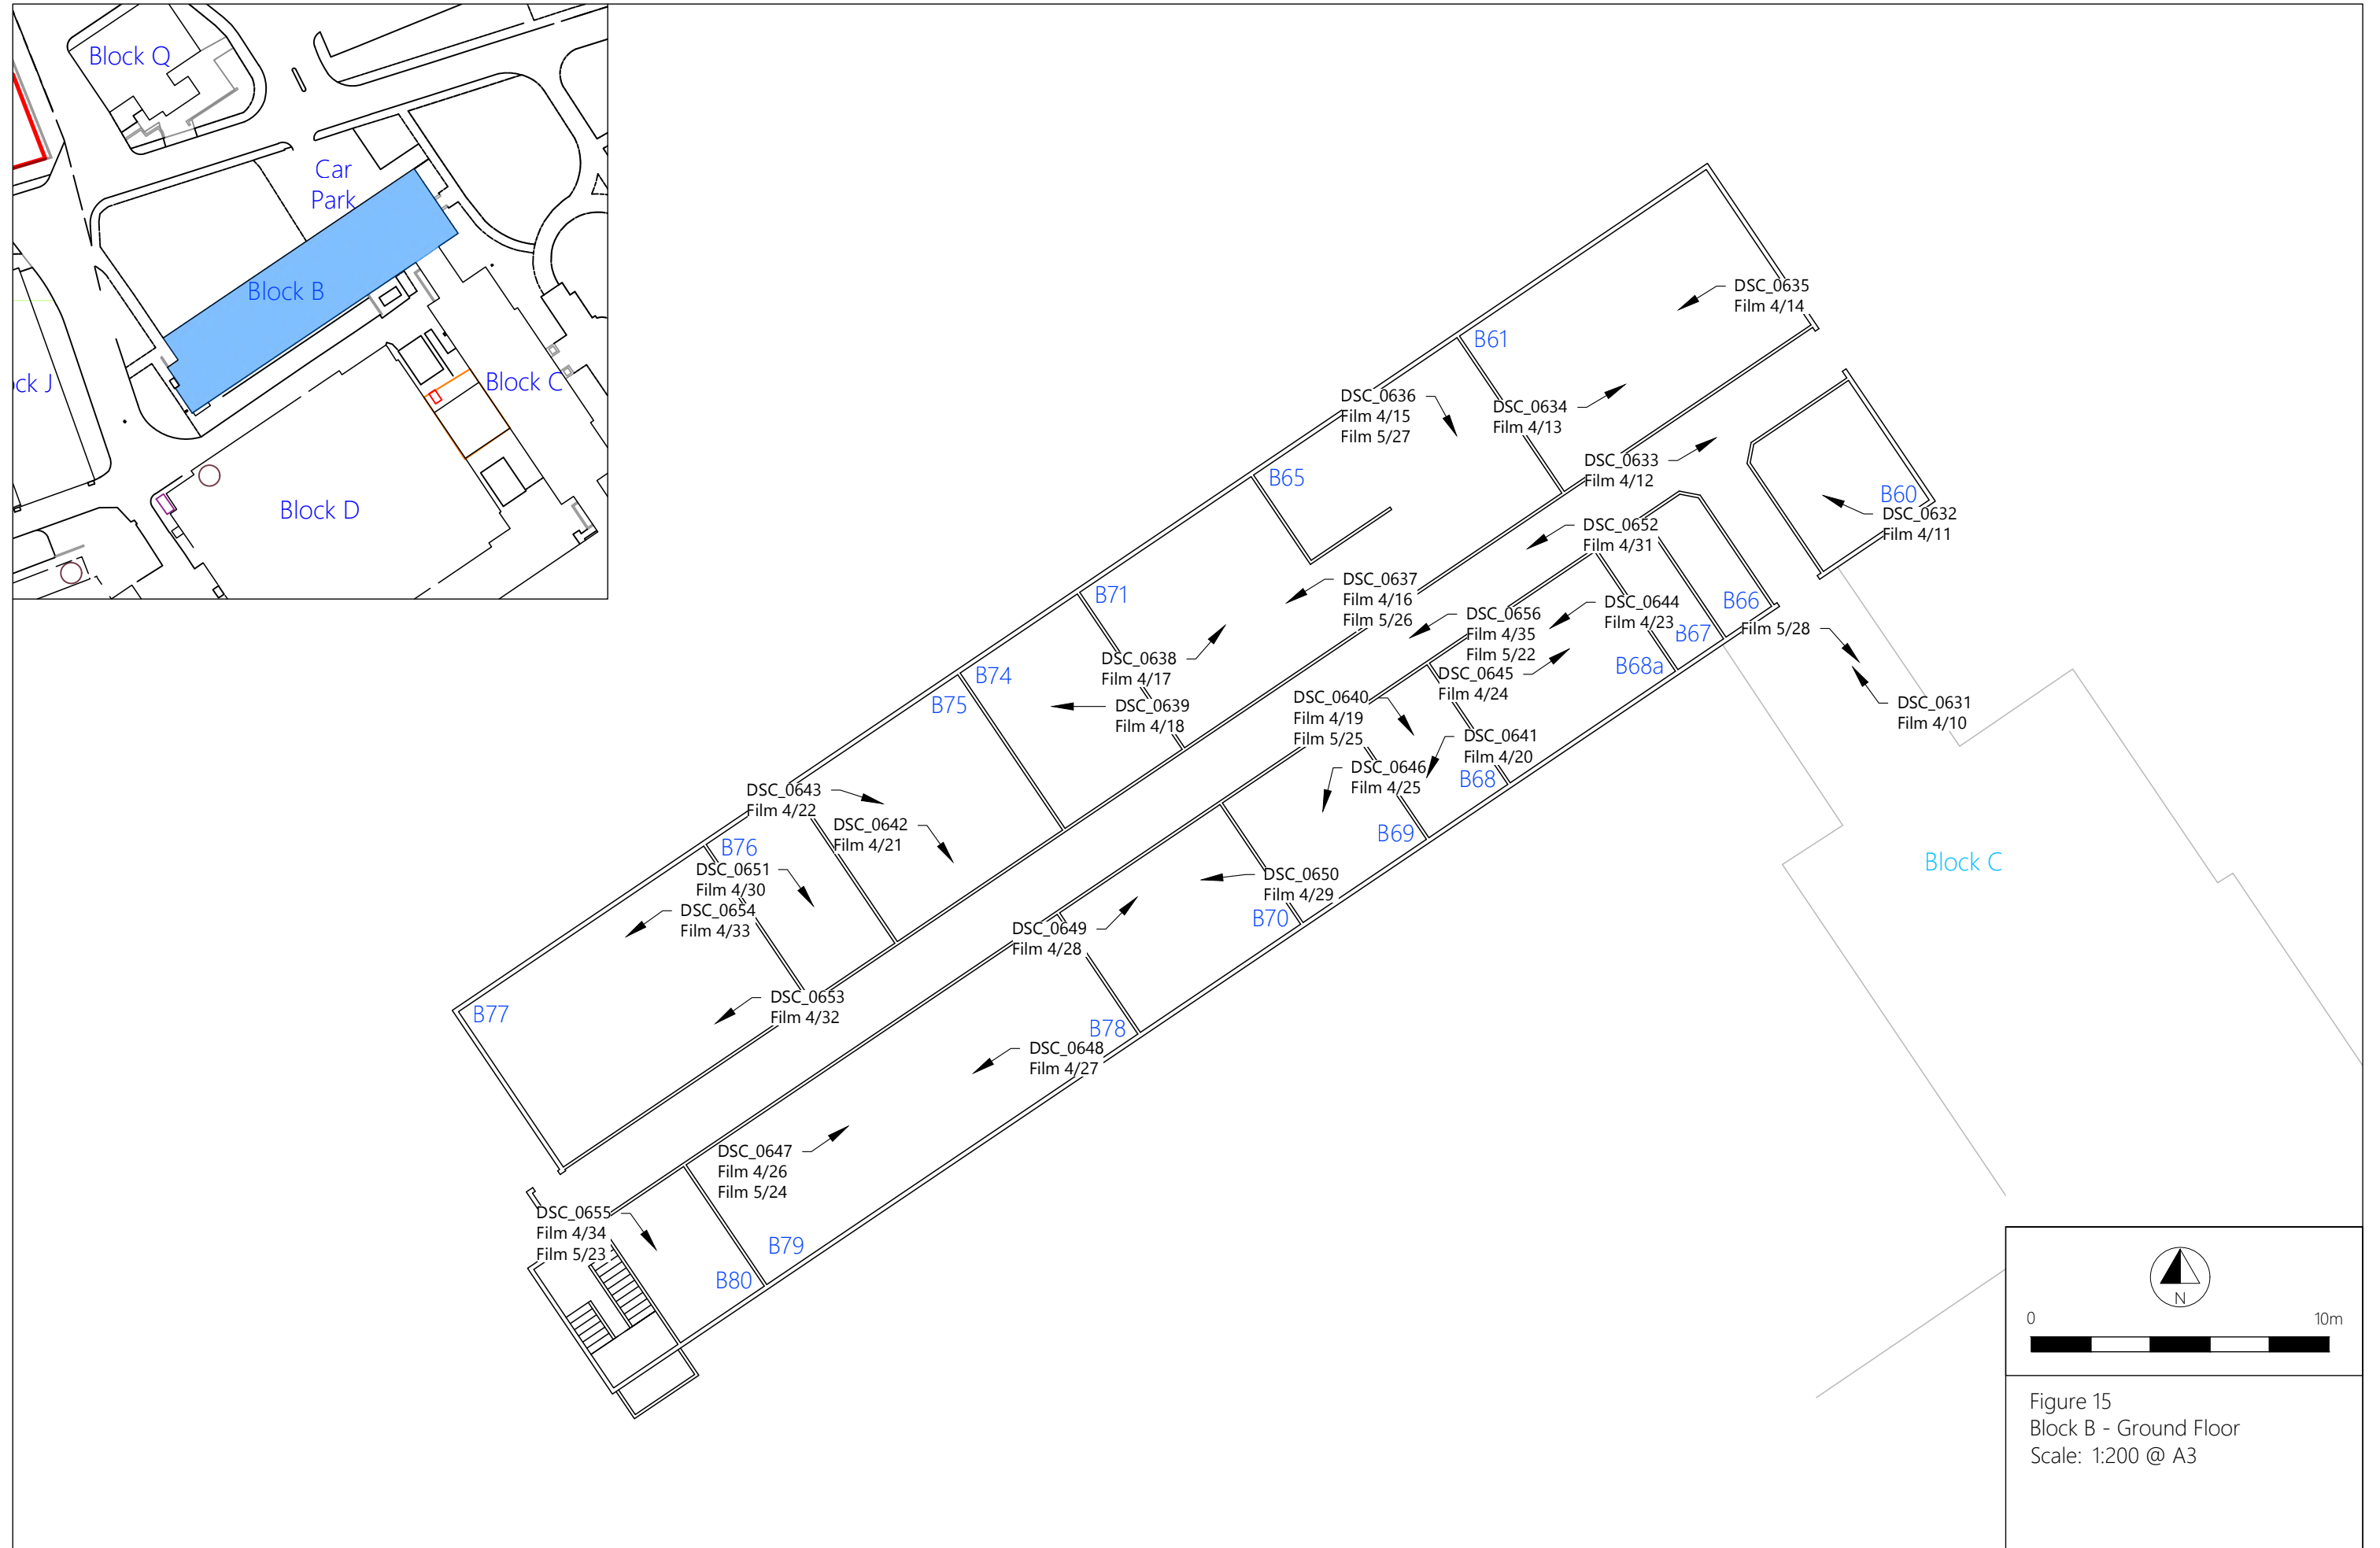 Block Q
Car
Park
Block B
ck J
Block C
Block D
DSC_0635
Film 4/14
B61
DSC_0636
Film 4/15
Film 5/27
DSC_0634
Film 4/13
DSC_0633
Film 4/12
B65
B60
DSC_0632
Film 4/11
DSC_0652
Film 4/31
DSC_0637
Film 4/16
Film 5/26
B71
DSC_0656
Film 4/35
Film 5/22
DSC_0644
Film 4/23
B66
B67
Film 5/28
DSC_0638
Film 4/17
B68a
B74
DSC_0645
Film 4/24
B75
DSC_0639
Film 4/18
DSC_0640
Film 4/19
Film 5/25
DSC_0631
Film 4/10
DSC_0641
Film 4/20
DSC_0646
Film 4/25
B68
DSC_0643
Film 4/22
DSC_0642
Film 4/21
B69
B76
DSC_0651
Film 4/30
DSC_0650
Film 4/29
Block C
DSC_0654
Film 4/33
B70
DSC_0649
Film 4/28
DSC_0653
Film 4/32
B77
B78
DSC_0648
Film 4/27
DSC_0647
Film 4/26
Film 5/24
DSC_0655
Film 4/34
Film 5/23
B79
B80
N
0 10m
Figure 15
Block B - Ground Floor
Scale: 1:200 @ A3